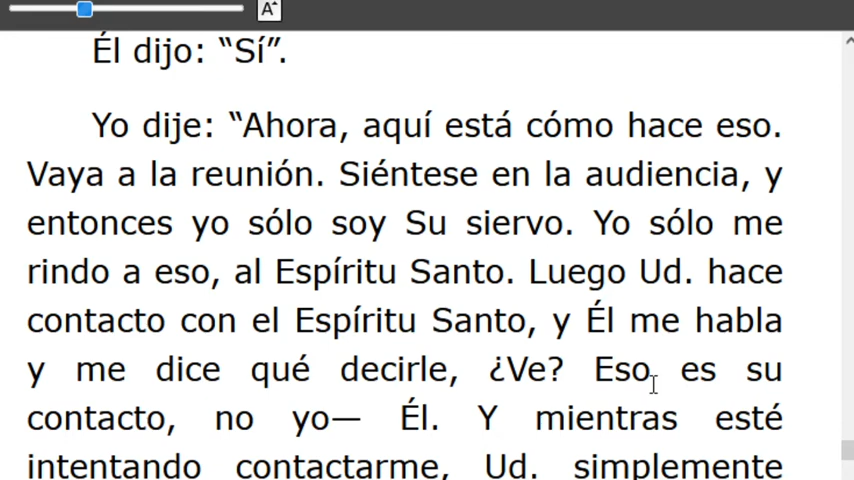 A
Él dijo: “Sí”.
Yo dije: “Ahora, aquí está cómo hace eso.
Vaya a la reunión. Siéntese en la audiencia, y
entonces yo sólo soy Su siervo. Yo sólo me
rindo a eso, al Espíritu Santo. Luego Ud. hace
contacto con el Espíritu Santo, y Él me habla
y me dice qué decirle, ¿Ve? Eso es su
contacto, no yo— Él. Y mientras esté
intentando contactarme, Ud. simplemente